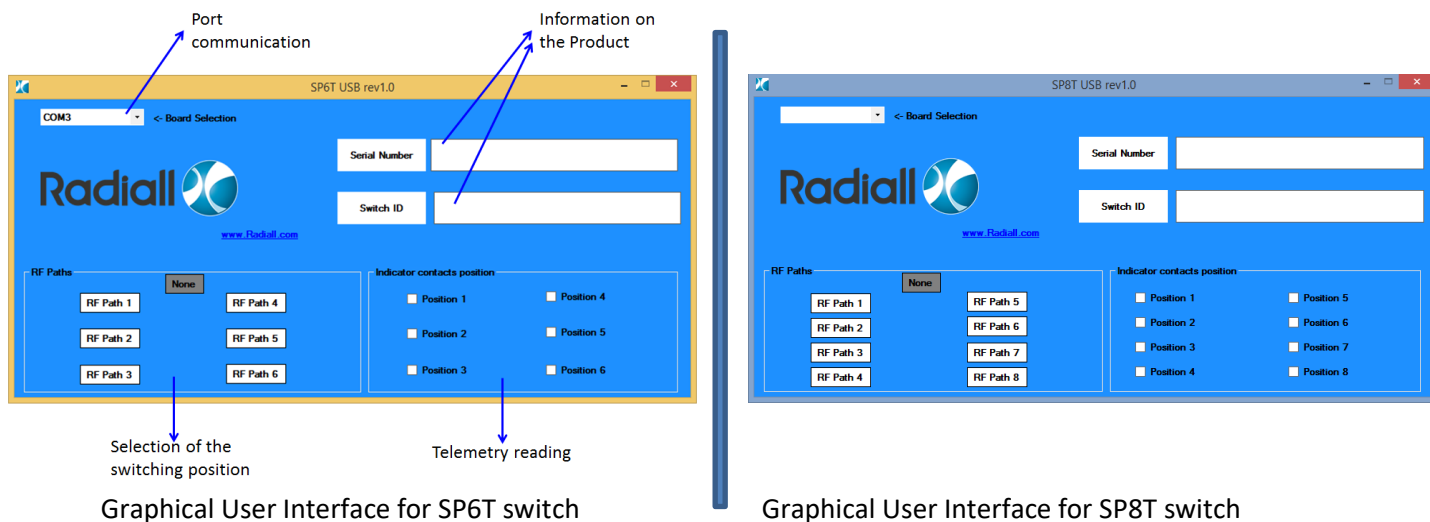 Port
communication
Information on
the Product
SP6T USB rev1.0
COM3
<- Board Selection
Serial Number
Radiall
Switch ID
www.Radiall.com
RF Paths
None
RF Path 1
RF Path 4
RF Path 2
RF Path 5
RF Path 3
RF Path 6
Indicator contacts position
Position 1
Position 4
Position 2
Position 5
Position 3
Position 6
Selection of the
switching position
Telemetry reading
Graphical User Interface for SP6T switch
SP8T USB rev1.0
<- Board Selection
Serial Number
Radiall
Switch ID
www.Radiall.com
RF Paths
None
RF Path 1
RF Path 5
RF Path 2
RF Path 6
RF Path 3
RF Path 7
RF Path 4
RF Path 8
Indicator contacts position
Position 1
Position 5
Position 2
Position 6
Position 3
Position 7
Position 4
Position 8
Graphical User Interface for SP8T switch